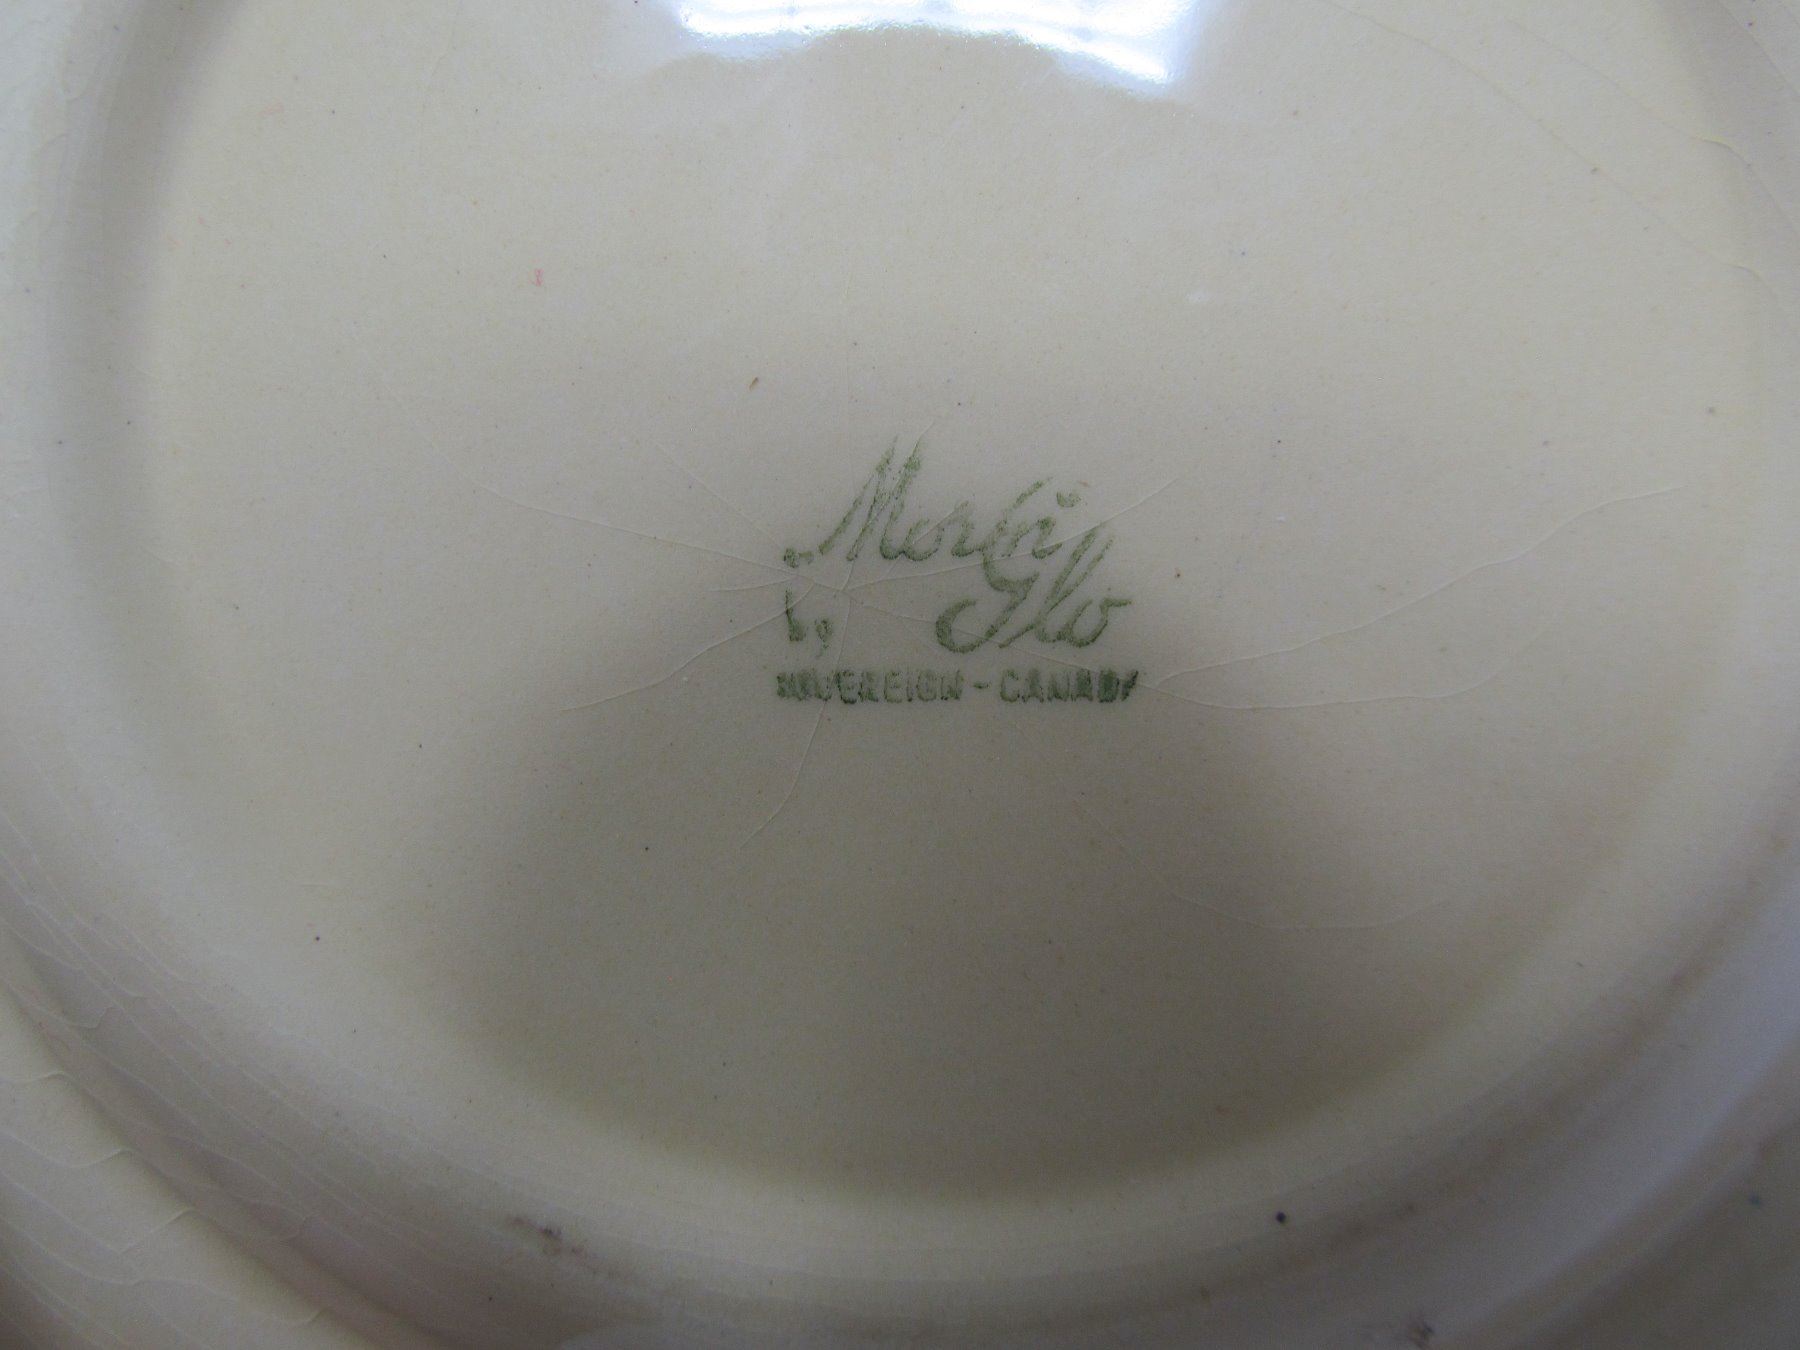 by Glo
SOVEREIGN - CANADA